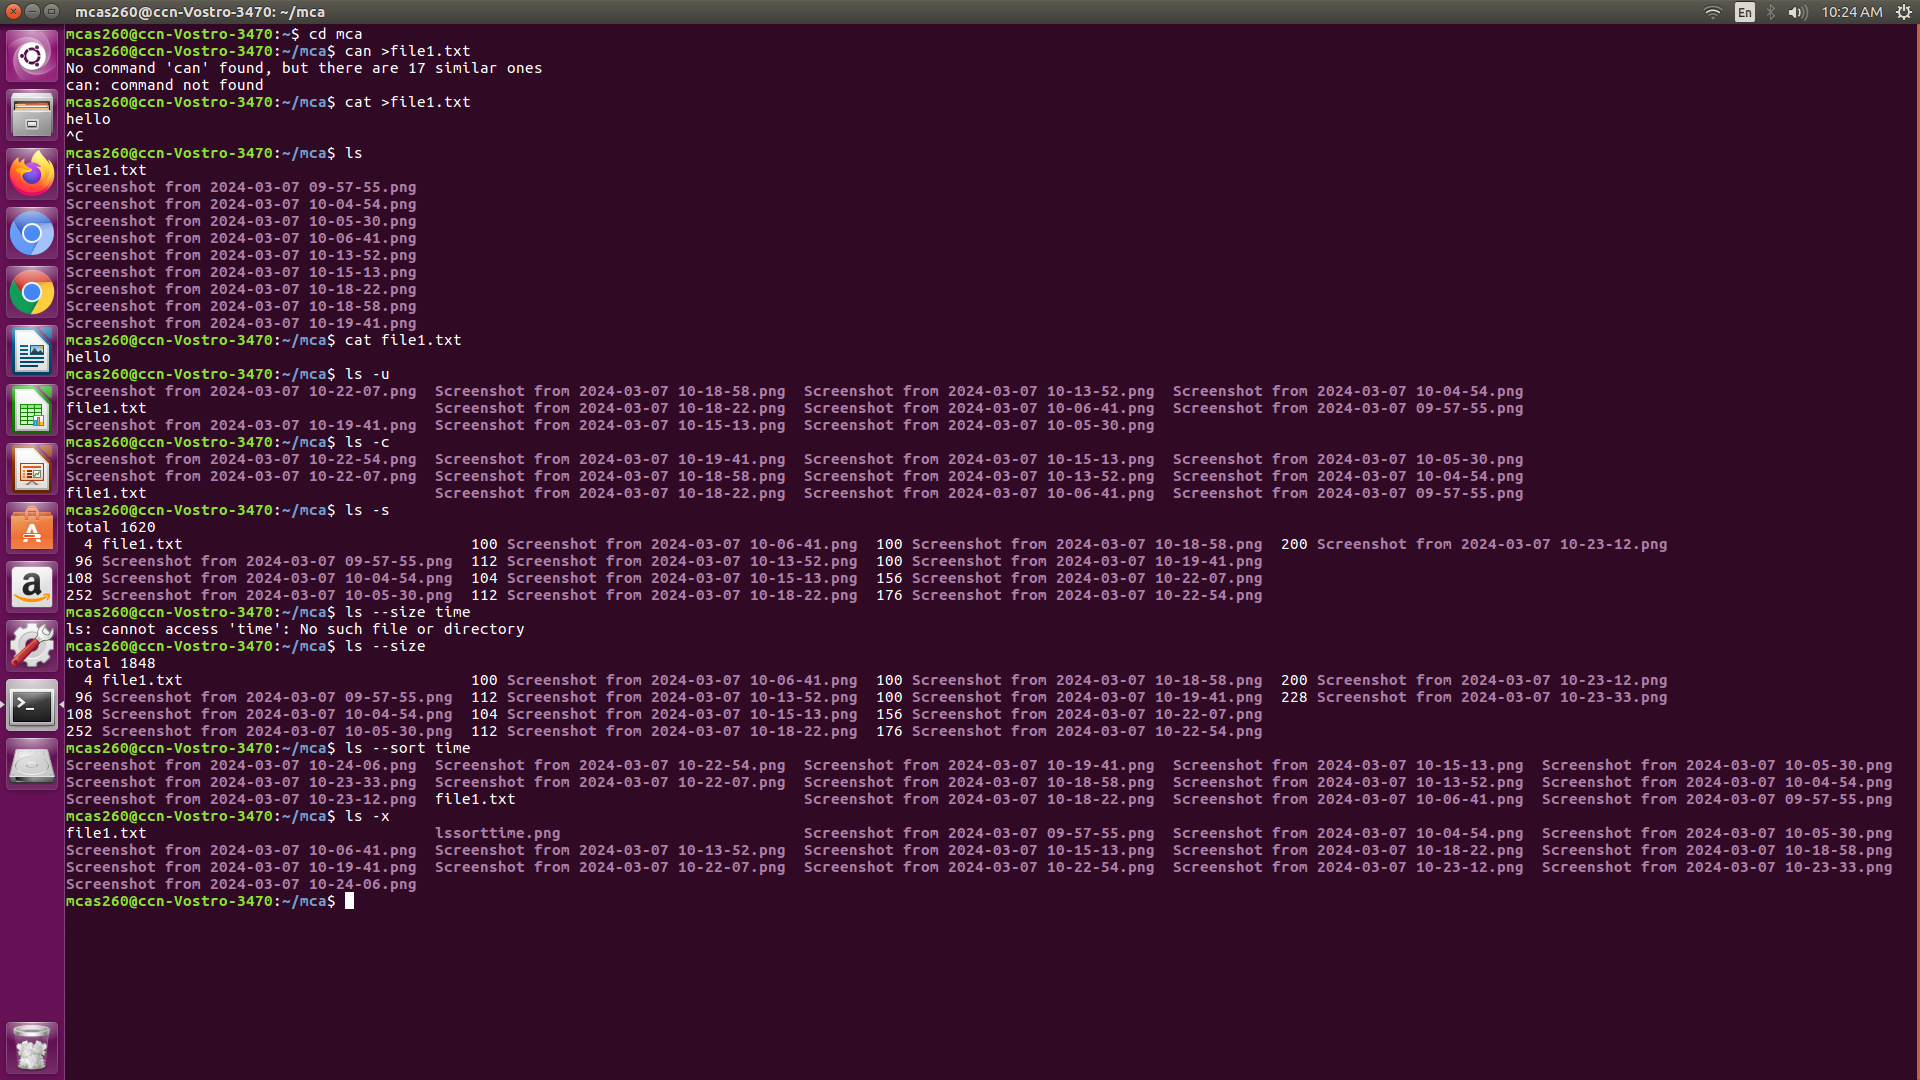 mcas260@ccn-Vostro-3470: ~/mca
En
10:24 AM
mcas260@ccn-Vostro-3470:~$ cd mca
mcas260@ccn-Vostro-3470:~/mca$ can >file1.txt
No command 'can' found, but there are 17 similar ones
can: command not found
mcas260@ccn-Vostro-3470:~/mca$ cat >file1.txt
hello
^C
mcas260@ccn-Vostro-3470:~/mca$ ls
file1.txt
Screenshot from 2024-03-07 09-57-55.png
Screenshot from 2024-03-07 10-04-54.png
Screenshot from 2024-03-07 10-05-30.png
Screenshot from 2024-03-07 10-06-41.png
Screenshot from 2024-03-07 10-13-52.png
Screenshot from 2024-03-07 10-15-13.png
Screenshot from 2024-03-07 10-18-22.png
Screenshot from 2024-03-07 10-18-58.png
Screenshot from 2024-03-07 10-19-41.png
mcas260@ccn-Vostro-3470:~/mca$ cat file1.txt
hello
mcas260@ccn-Vostro-3470:~/mca$ ls -u
Screenshot from 2024-03-07 10-22-07.png  Screenshot from 2024-03-07 10-18-58.png  Screenshot from 2024-03-07 10-13-52.png  Screenshot from 2024-03-07 10-04-54.png
file1.txt                                Screenshot from 2024-03-07 10-18-22.png  Screenshot from 2024-03-07 10-06-41.png  Screenshot from 2024-03-07 09-57-55.png
Screenshot from 2024-03-07 10-19-41.png  Screenshot from 2024-03-07 10-15-13.png  Screenshot from 2024-03-07 10-05-30.png
mcas260@ccn-Vostro-3470:~/mca$ ls -c
Screenshot from 2024-03-07 10-22-54.png  Screenshot from 2024-03-07 10-19-41.png  Screenshot from 2024-03-07 10-15-13.png  Screenshot from 2024-03-07 10-05-30.png
Screenshot from 2024-03-07 10-22-07.png  Screenshot from 2024-03-07 10-18-58.png  Screenshot from 2024-03-07 10-13-52.png  Screenshot from 2024-03-07 10-04-54.png
file1.txt                                Screenshot from 2024-03-07 10-18-22.png  Screenshot from 2024-03-07 10-06-41.png  Screenshot from 2024-03-07 09-57-55.png
mcas260@ccn-Vostro-3470:~/mca$ ls -s
total 1620
  4 file1.txt                                100 Screenshot from 2024-03-07 10-06-41.png  100 Screenshot from 2024-03-07 10-18-58.png  200 Screenshot from 2024-03-07 10-23-12.png
 96 Screenshot from 2024-03-07 09-57-55.png  112 Screenshot from 2024-03-07 10-13-52.png  100 Screenshot from 2024-03-07 10-19-41.png
108 Screenshot from 2024-03-07 10-04-54.png  104 Screenshot from 2024-03-07 10-15-13.png  156 Screenshot from 2024-03-07 10-22-07.png
252 Screenshot from 2024-03-07 10-05-30.png  112 Screenshot from 2024-03-07 10-18-22.png  176 Screenshot from 2024-03-07 10-22-54.png
mcas260@ccn-Vostro-3470:~/mca$ ls --size time
ls: cannot access 'time': No such file or directory
mcas260@ccn-Vostro-3470:~/mca$ ls --size
total 1848
  4 file1.txt                                100 Screenshot from 2024-03-07 10-06-41.png  100 Screenshot from 2024-03-07 10-18-58.png  200 Screenshot from 2024-03-07 10-23-12.png
 96 Screenshot from 2024-03-07 09-57-55.png  112 Screenshot from 2024-03-07 10-13-52.png  100 Screenshot from 2024-03-07 10-19-41.png  228 Screenshot from 2024-03-07 10-23-33.png
108 Screenshot from 2024-03-07 10-04-54.png  104 Screenshot from 2024-03-07 10-15-13.png  156 Screenshot from 2024-03-07 10-22-07.png
252 Screenshot from 2024-03-07 10-05-30.png  112 Screenshot from 2024-03-07 10-18-22.png  176 Screenshot from 2024-03-07 10-22-54.png
mcas260@ccn-Vostro-3470:~/mca$ ls --sort time
Screenshot from 2024-03-07 10-24-06.png  Screenshot from 2024-03-07 10-22-54.png  Screenshot from 2024-03-07 10-19-41.png  Screenshot from 2024-03-07 10-15-13.png  Screenshot from 2024-03-07 10-05-30.png
Screenshot from 2024-03-07 10-23-33.png  Screenshot from 2024-03-07 10-22-07.png  Screenshot from 2024-03-07 10-18-58.png  Screenshot from 2024-03-07 10-13-52.png  Screenshot from 2024-03-07 10-04-54.png
Screenshot from 2024-03-07 10-23-12.png  file1.txt                                Screenshot from 2024-03-07 10-18-22.png  Screenshot from 2024-03-07 10-06-41.png  Screenshot from 2024-03-07 09-57-55.png
mcas260@ccn-Vostro-3470:~/mca$ ls -x
file1.txt                                lssorttime.png                           Screenshot from 2024-03-07 09-57-55.png  Screenshot from 2024-03-07 10-04-54.png  Screenshot from 2024-03-07 10-05-30.png
Screenshot from 2024-03-07 10-06-41.png  Screenshot from 2024-03-07 10-13-52.png  Screenshot from 2024-03-07 10-15-13.png  Screenshot from 2024-03-07 10-18-22.png  Screenshot from 2024-03-07 10-18-58.png
Screenshot from 2024-03-07 10-19-41.png  Screenshot from 2024-03-07 10-22-07.png  Screenshot from 2024-03-07 10-22-54.png  Screenshot from 2024-03-07 10-23-12.png  Screenshot from 2024-03-07 10-23-33.png
Screenshot from 2024-03-07 10-24-06.png
mcas260@ccn-Vostro-3470:~/mca$